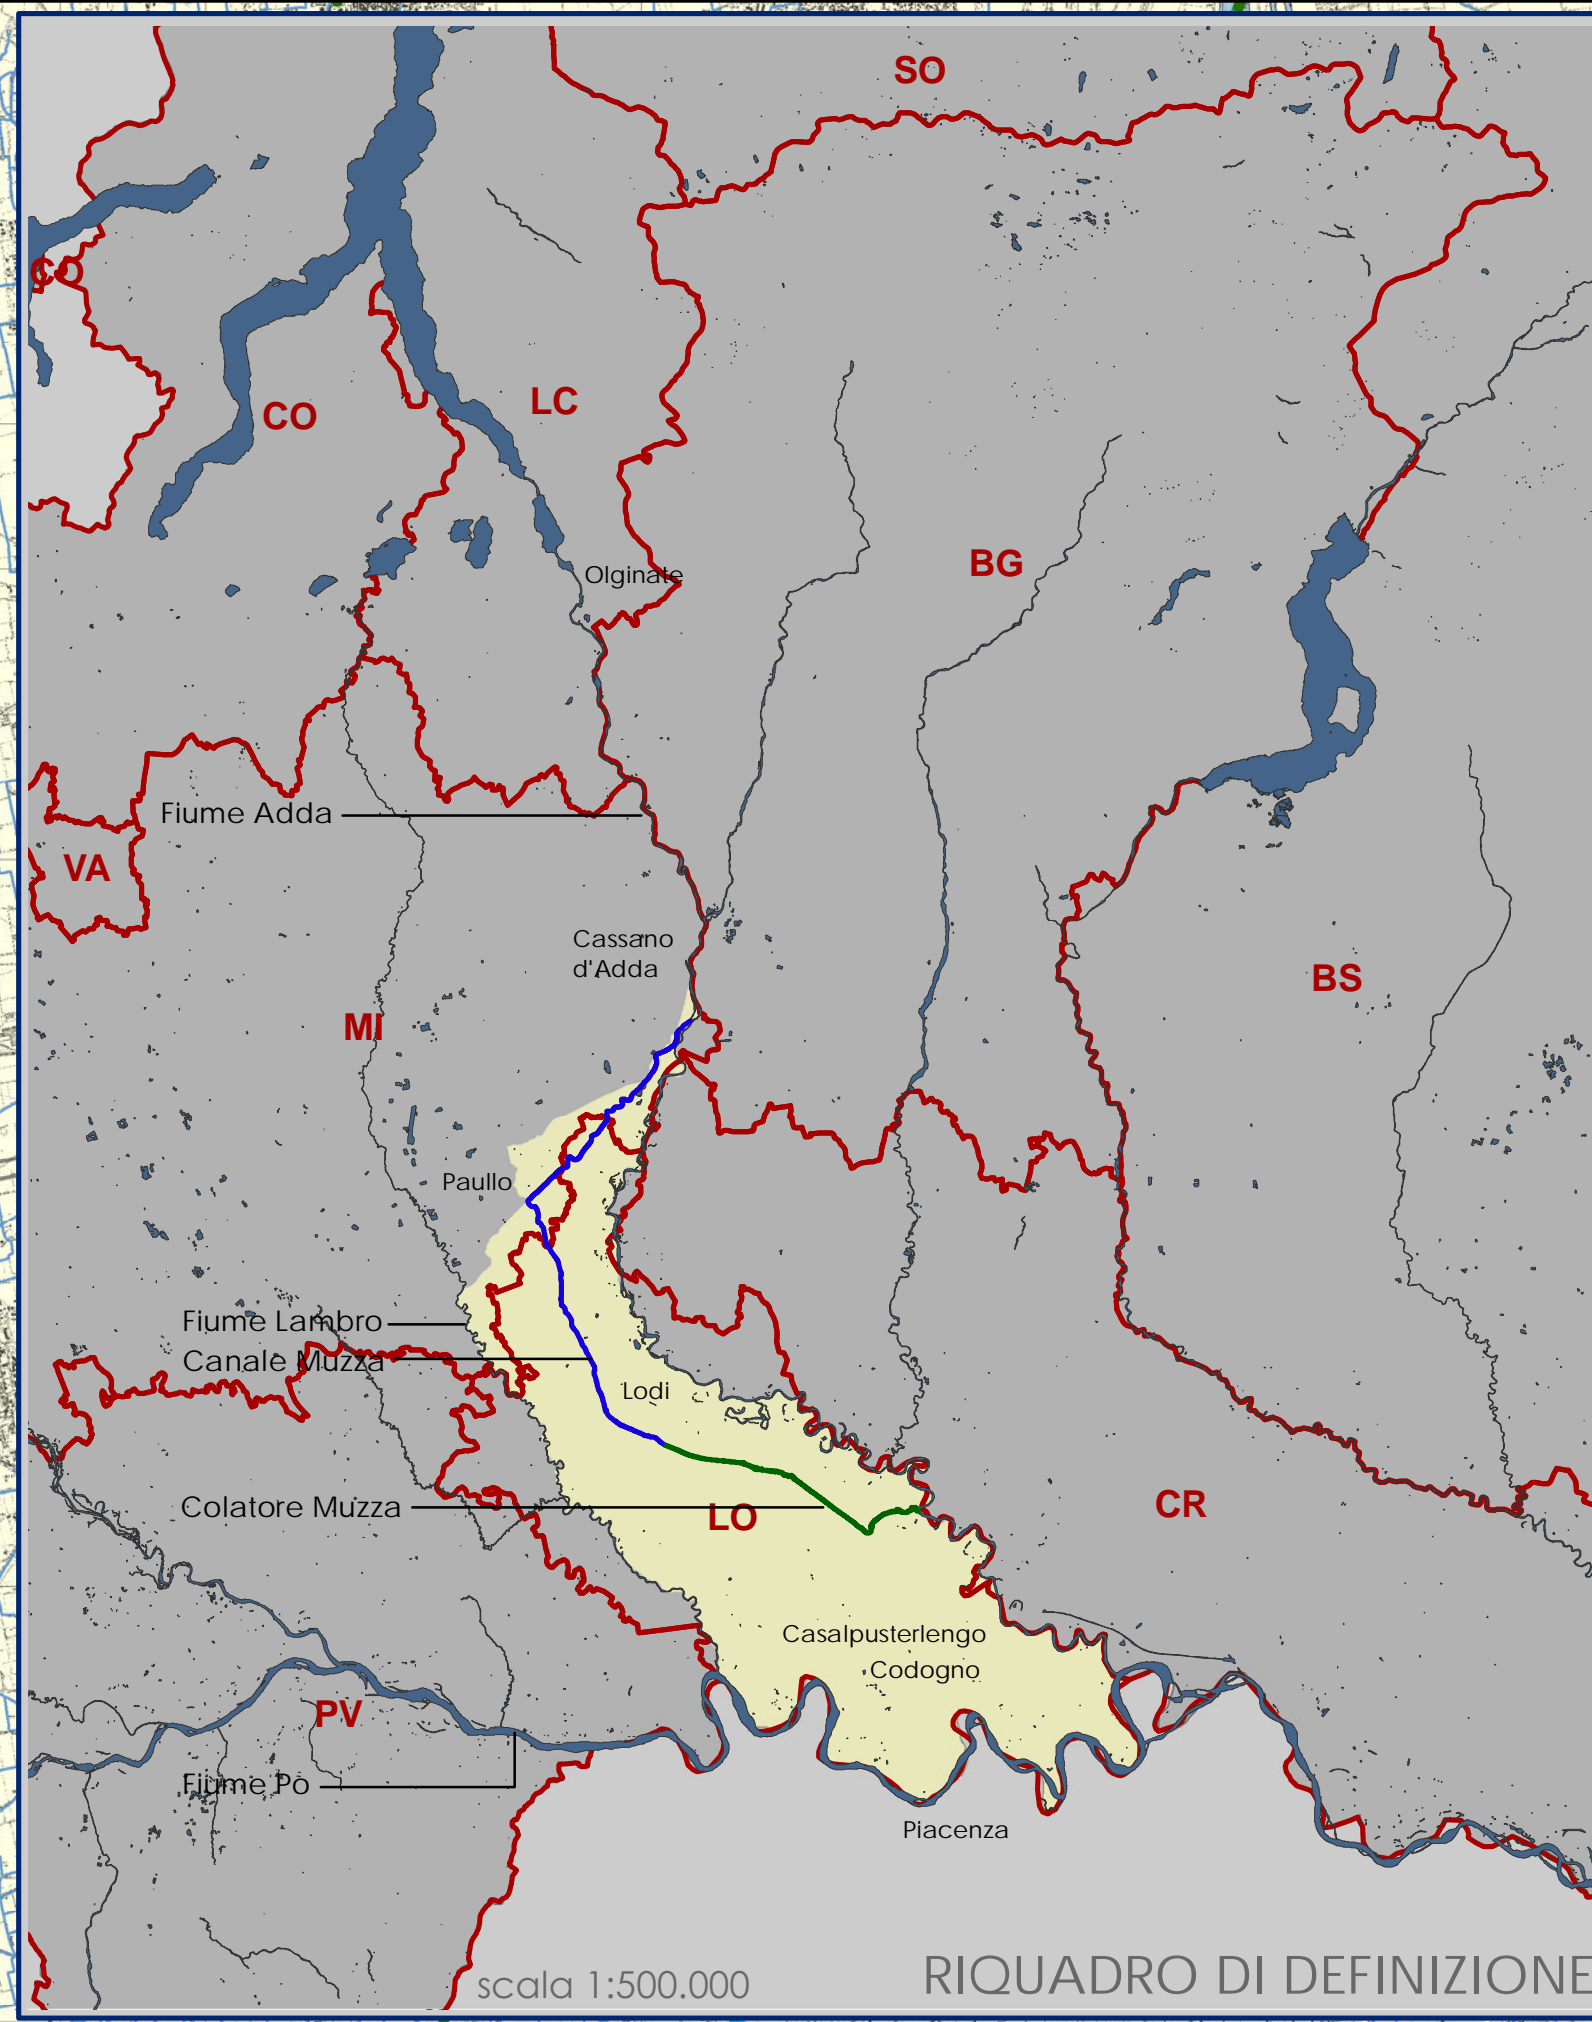 SO
CO
CO
LC
Olginate
BG
Fiume Adda
VA
Cassano
d'Adda
BS
MI
Paullo
Fiume Lambro
Canale Muzza
Lodi
Colatore Muzza
LO
CR
Casalpusterlengo
Codogno
PV
Fiume Po
Piacenza
scala 1:500.000
RIQUADRO DI DEFINIZIONE